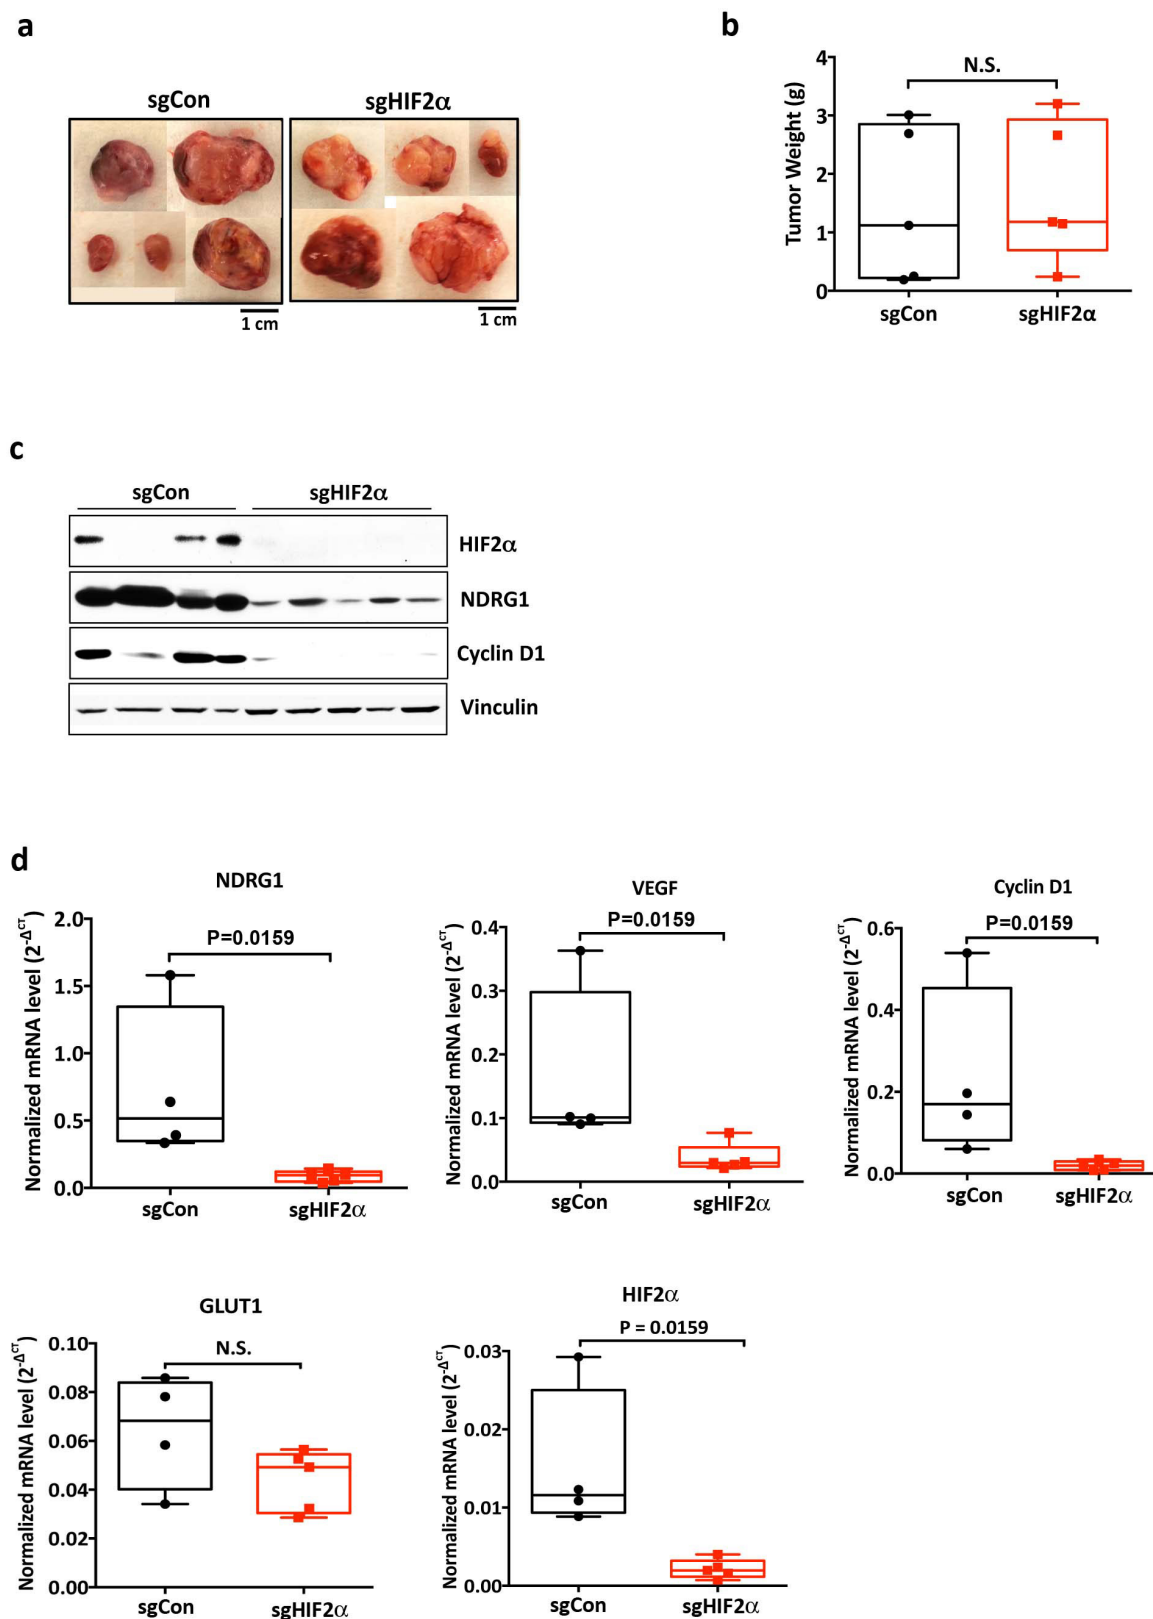 a
sgCon
sgHIF2α
1 cm
1 cm
b
Tumor Weight (g)
4
3
2
1
0
N.S.
sgCon
sgHIF2α
c
sgCon
sgHIF2α
HIF2α
NDRG1
Cyclin D1
Vinculin
d
NDRG1
P=0.0159
Normalized mRNA level (2-ΔCT)
2.0
1.5
1.0
0.5
0.0
sgCon
sgHIF2α
VEGF
P=0.0159
Normalized mRNA level (2-ΔCT)
0.4
0.3
0.2
0.1
0.0
sgCon
sgHIF2α
Cyclin D1
P=0.0159
Normalized mRNA level (2-ΔCT)
0.6
0.4
0.2
0.0
sgCon
sgHIF2α
GLUT1
N.S.
Normalized mRNA level (2-ΔCT)
0.10
0.08
0.06
0.04
0.02
0.00
sgCon
sgHIF2α
HIF2α
P = 0.0159
Normalized mRNA level (2-ΔCT)
0.03
0.02
0.01
0.00
sgCon
sgHIF2α